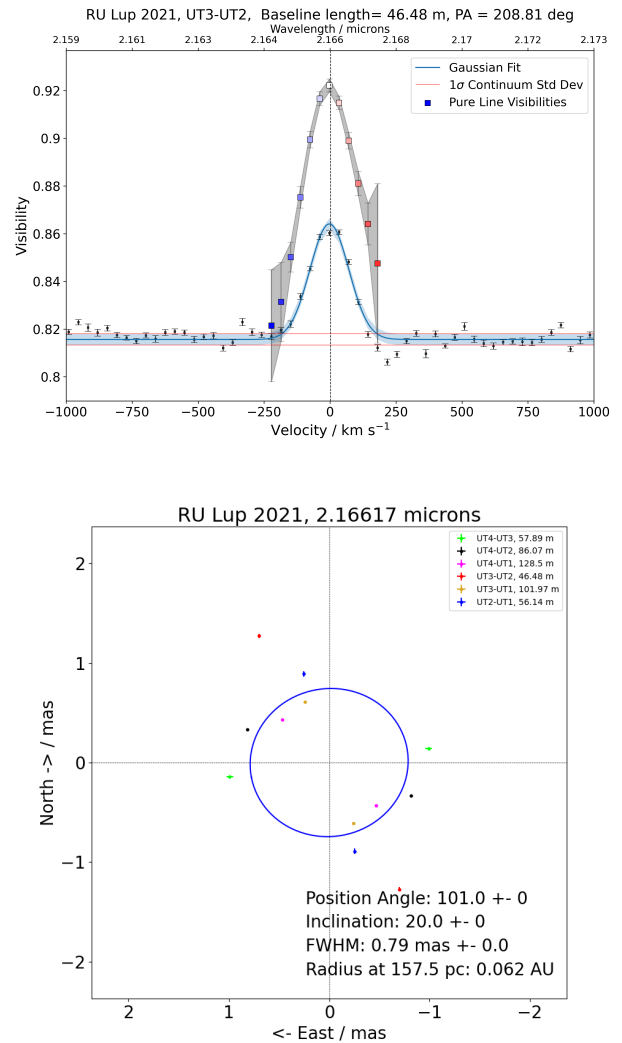 RU Lup 2021, UT3-UT2,  Baseline length= 46.48 m, PA = 208.81 deg
Wavelength / microns
2.159 2.161 2.163 2.164 2.166 2.168 2.17 2.172 2.173
Gaussian Fit
1σ Continuum Std Dev
Pure Line Visibilities
0.92
0.9
0.88
0.86
0.84
0.82
0.8
Visibility
−1000 −750 −500 −250 0 250 500 750 1000
Velocity / km s⁻¹
RU Lup 2021, 2.16617 microns
UT4-UT3, 57.89 m
UT4-UT2, 86.07 m
UT4-UT1, 128.5 m
UT3-UT2, 46.48 m
UT3-UT1, 101.97 m
UT2-UT1, 56.14 m
2
1
0
−1
−2
North -> / mas
Position Angle: 101.0 +- 0
Inclination: 20.0 +- 0
FWHM: 0.79 mas +- 0.0
Radius at 157.5 pc: 0.062 AU
2 1 0 −1 −2
<- East / mas